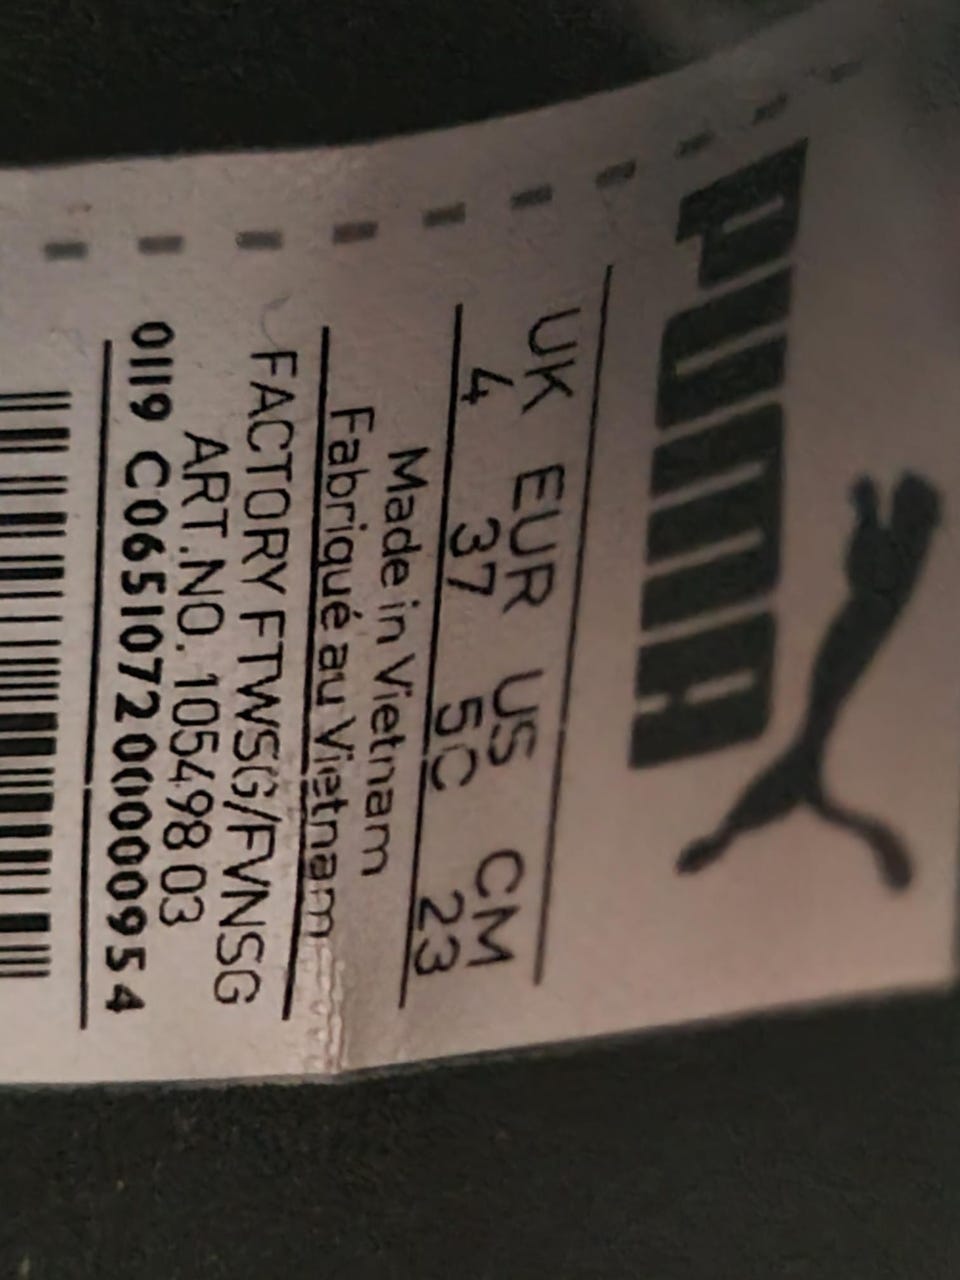 PUMA
UK EUR US CM
4 37 5C 23
Made in Vietnam
Fabriqué au Vietnam
FACTORY FTWSG/FVNSG
ART.NO. 105498 03
0119 C06510720000954